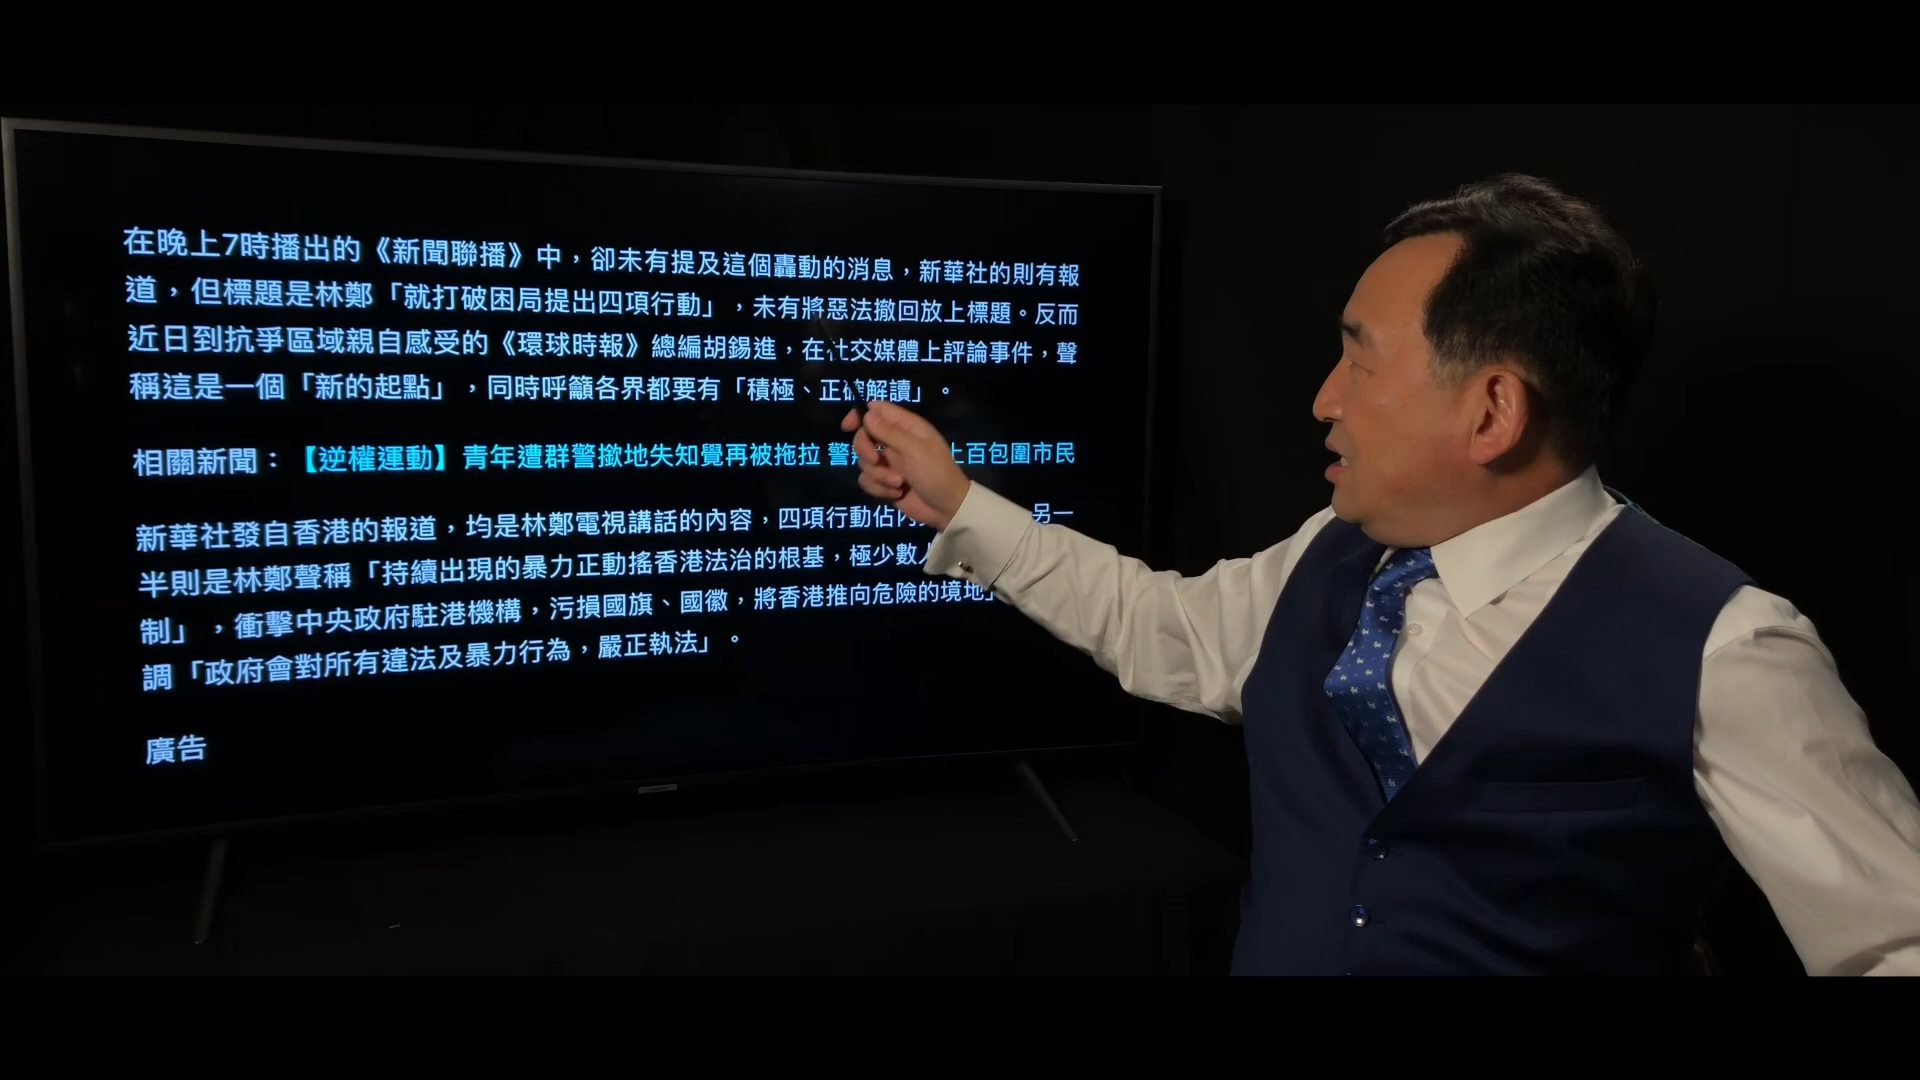 在晚上7時播出的《新聞聯播》中，卻未有提及這個轟動的消息，新華社的則有報
道，但標題是林鄭「就打破困局提出四項行動」，未有將惡法撤回放上標題。反而
近日到抗爭區域親自感受的《環球時報》總編胡錫進，在社交媒體上評論事件，聲
稱這是一個「新的起點」，同時呼籲各界都要有「積極、正確解讀」。
相關新聞：【逆權運動】青年遭群警撳地失知覺再被拖拉 警 上百包圍市民
新華社發自香港的報道，均是林鄭電視講話的內容，四項行動佔內 另一
半則是林鄭聲稱「持續出現的暴力正動搖香港法治的根基，極少數人
制」，衝擊中央政府駐港機構，污損國旗、國徽，將香港推向危險的境地」
調「政府會對所有違法及暴力行為，嚴正執法」。
廣告